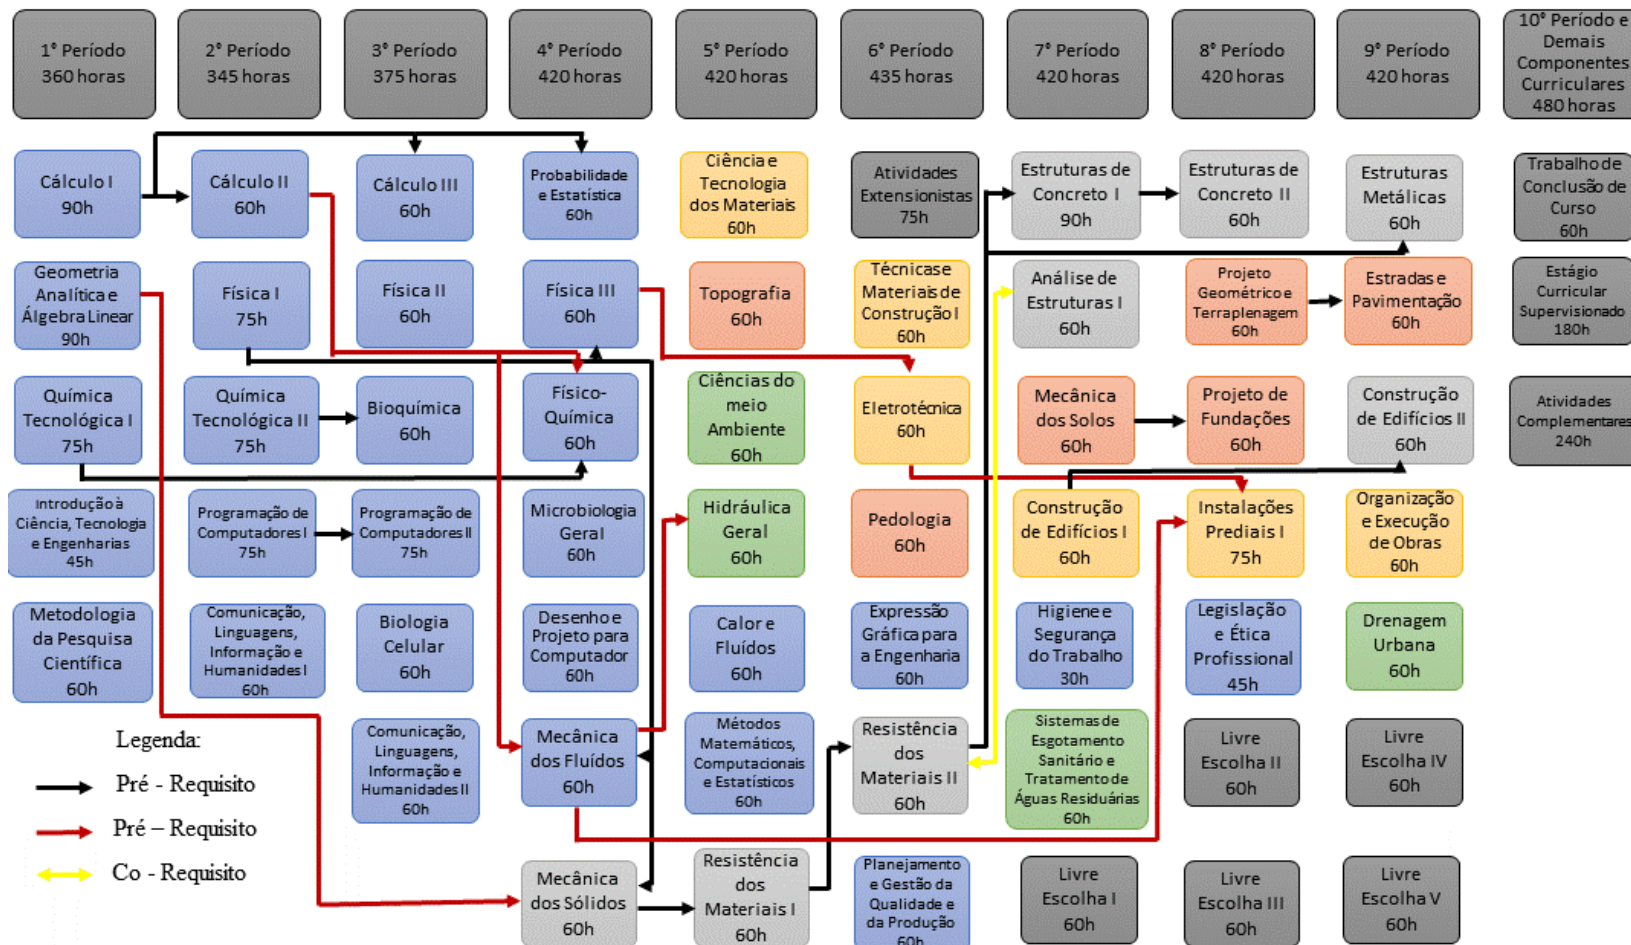 1º Período
360 horas
2º Período
345 horas
3º Período
375 horas
4º Período
420 horas
5º Período
420 horas
6º Período
435 horas
7º Período
420 horas
8º Período
420 horas
9º Período
420 horas
10º Período e
Demais
Componentes
Curriculares
480 horas
Cálculo I
90h
Cálculo II
60h
Cálculo III
60h
Probabilidade
e Estatística
60h
Ciência e
Tecnologia
dos Materiais
60h
Atividades
Extensionistas
75h
Estruturas de
Concreto I
90h
Estruturas de
Concreto II
60h
Estruturas
Metálicas
60h
Trabalho de
Conclusão de
Curso
60h
Geometria
Analítica e
Álgebra Linear
90h
Física I
75h
Física II
60h
Física III
60h
Topografia
60h
Técnicas e
Materiais de
Construção I
60h
Análise de
Estruturas I
60h
Projeto
Geométrico e
Terraplenagem
60h
Estradas e
Pavimentação
60h
Estágio
Curricular
Supervisionado
180h
Química
Tecnológica I
75h
Química
Tecnológica II
75h
Bioquímica
60h
Físico-
Química
60h
Ciências do
meio
Ambiente
60h
Eletrotécnica
60h
Mecânica
dos Solos
60h
Projeto de
Fundações
60h
Construção
de Edifícios II
60h
Atividades
Complementares
240h
Introdução à
Ciência, Tecnologia
e Engenharias
45h
Programação de
Computadores I
75h
Programação de
Computadores II
75h
Microbiologia
Geral
60h
Hidráulica
Geral
60h
Pedologia
60h
Construção
de Edifícios I
60h
Instalações
Prediais I
75h
Organização
e Execução
de Obras
60h
Metodologia
da Pesquisa
Científica
60h
Comunicação,
Linguagens,
Informação e
Humanidades I
60h
Biologia
Celular
60h
Desenho e
Projeto para
Computador
60h
Calor e
Fluídos
60h
Expressão
Gráfica para
a Engenharia
60h
Higiene e
Segurança
do Trabalho
30h
Legislação
e Ética
Profissional
45h
Drenagem
Urbana
60h
Comunicação,
Linguagens,
Informação e
Humanidades II
60h
Mecânica
dos Fluídos
60h
Métodos
Matemáticos,
Computacionais
e Estatísticos
60h
Resistência
dos
Materiais II
60h
Sistemas de
Esgotamento
Sanitário e
Tratamento de
Águas Residuárias
60h
Livre
Escolha II
60h
Livre
Escolha IV
60h
Legenda:
Pré - Requisito
Pré – Requisito
Co - Requisito
Mecânica
dos Sólidos
60h
Resistência
dos
Materiais I
60h
Planejamento
e Gestão da
Qualidade e
da Produção
60h
Livre
Escolha I
60h
Livre
Escolha III
60h
Livre
Escolha V
60h